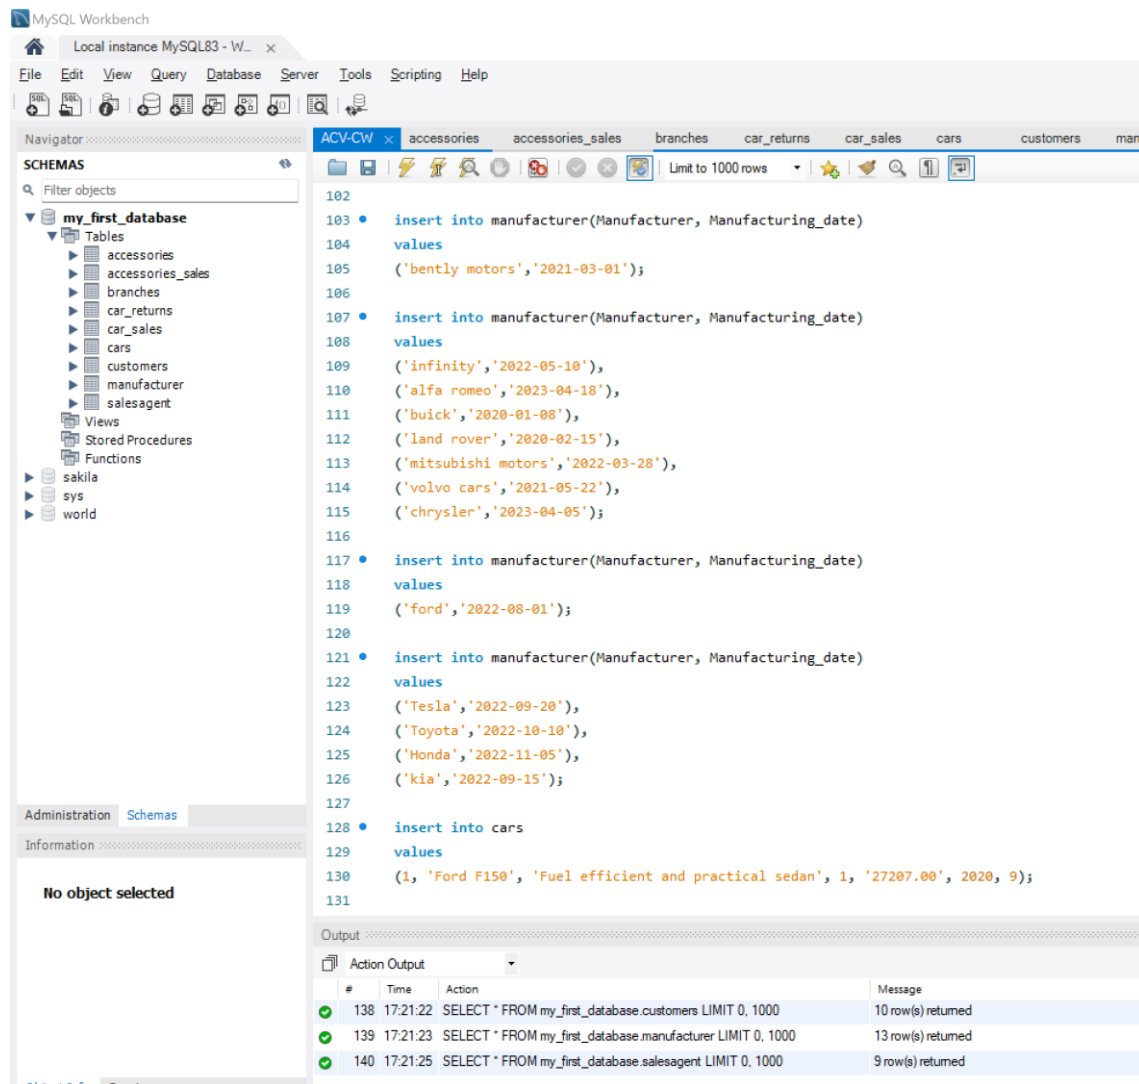 MySQL Workbench
Local instance MySQL83 - W... ×
File Edit View Query Database Server Tools Scripting Help
Navigator
SCHEMAS
Filter objects
my_first_database
Tables
accessories
accessories_sales
branches
car_returns
car_sales
cars
customers
manufacturer
salesagent
Views
Stored Procedures
Functions
sakila
sys
world
Administration Schemas
Information
No object selected
ACV-CW × accessories accessories_sales branches car_returns car_sales cars customers man
Limit to 1000 rows
102
103 insert into manufacturer(Manufacturer, Manufacturing_date)
104 values
105 ('bently motors','2021-03-01');
106
107 insert into manufacturer(Manufacturer, Manufacturing_date)
108 values
109 ('infinity','2022-05-10'),
110 ('alfa romeo','2023-04-18'),
111 ('buick','2020-01-08'),
112 ('land rover','2020-02-15'),
113 ('mitsubishi motors','2022-03-28'),
114 ('volvo cars','2021-05-22'),
115 ('chrysler','2023-04-05');
116
117 insert into manufacturer(Manufacturer, Manufacturing_date)
118 values
119 ('ford','2022-08-01');
120
121 insert into manufacturer(Manufacturer, Manufacturing_date)
122 values
123 ('Tesla','2022-09-20'),
124 ('Toyota','2022-10-10'),
125 ('Honda','2022-11-05'),
126 ('kia','2022-09-15');
127
128 insert into cars
129 values
130 (1, 'Ford F150', 'Fuel efficient and practical sedan', 1, '27207.00', 2020, 9);
131
Output
Action Output
# Time Action Message
138 17:21:22 SELECT * FROM my_first_database.customers LIMIT 0, 1000 10 row(s) returned
139 17:21:23 SELECT * FROM my_first_database.manufacturer LIMIT 0, 1000 13 row(s) returned
140 17:21:25 SELECT * FROM my_first_database.salesagent LIMIT 0, 1000 9 row(s) returned